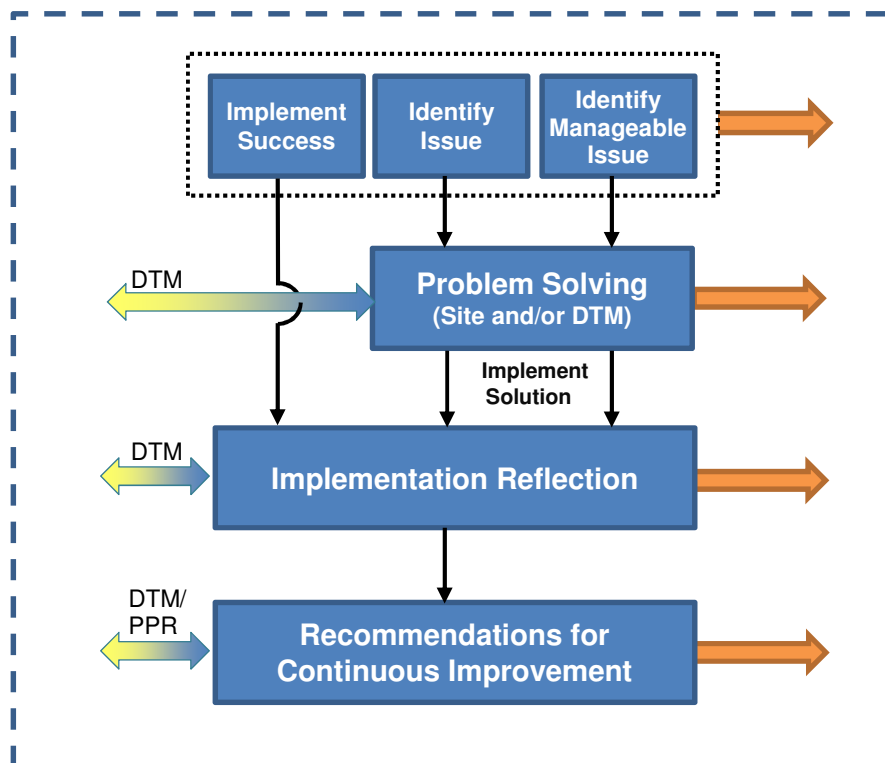 Implement
Success
Identify
Issue
Identify
Manageable
Issue
DTM
Problem Solving
(Site and/or DTM)
Implement
Solution
DTM
Implementation Reflection
DTM/
PPR
Recommendations for
Continuous Improvement